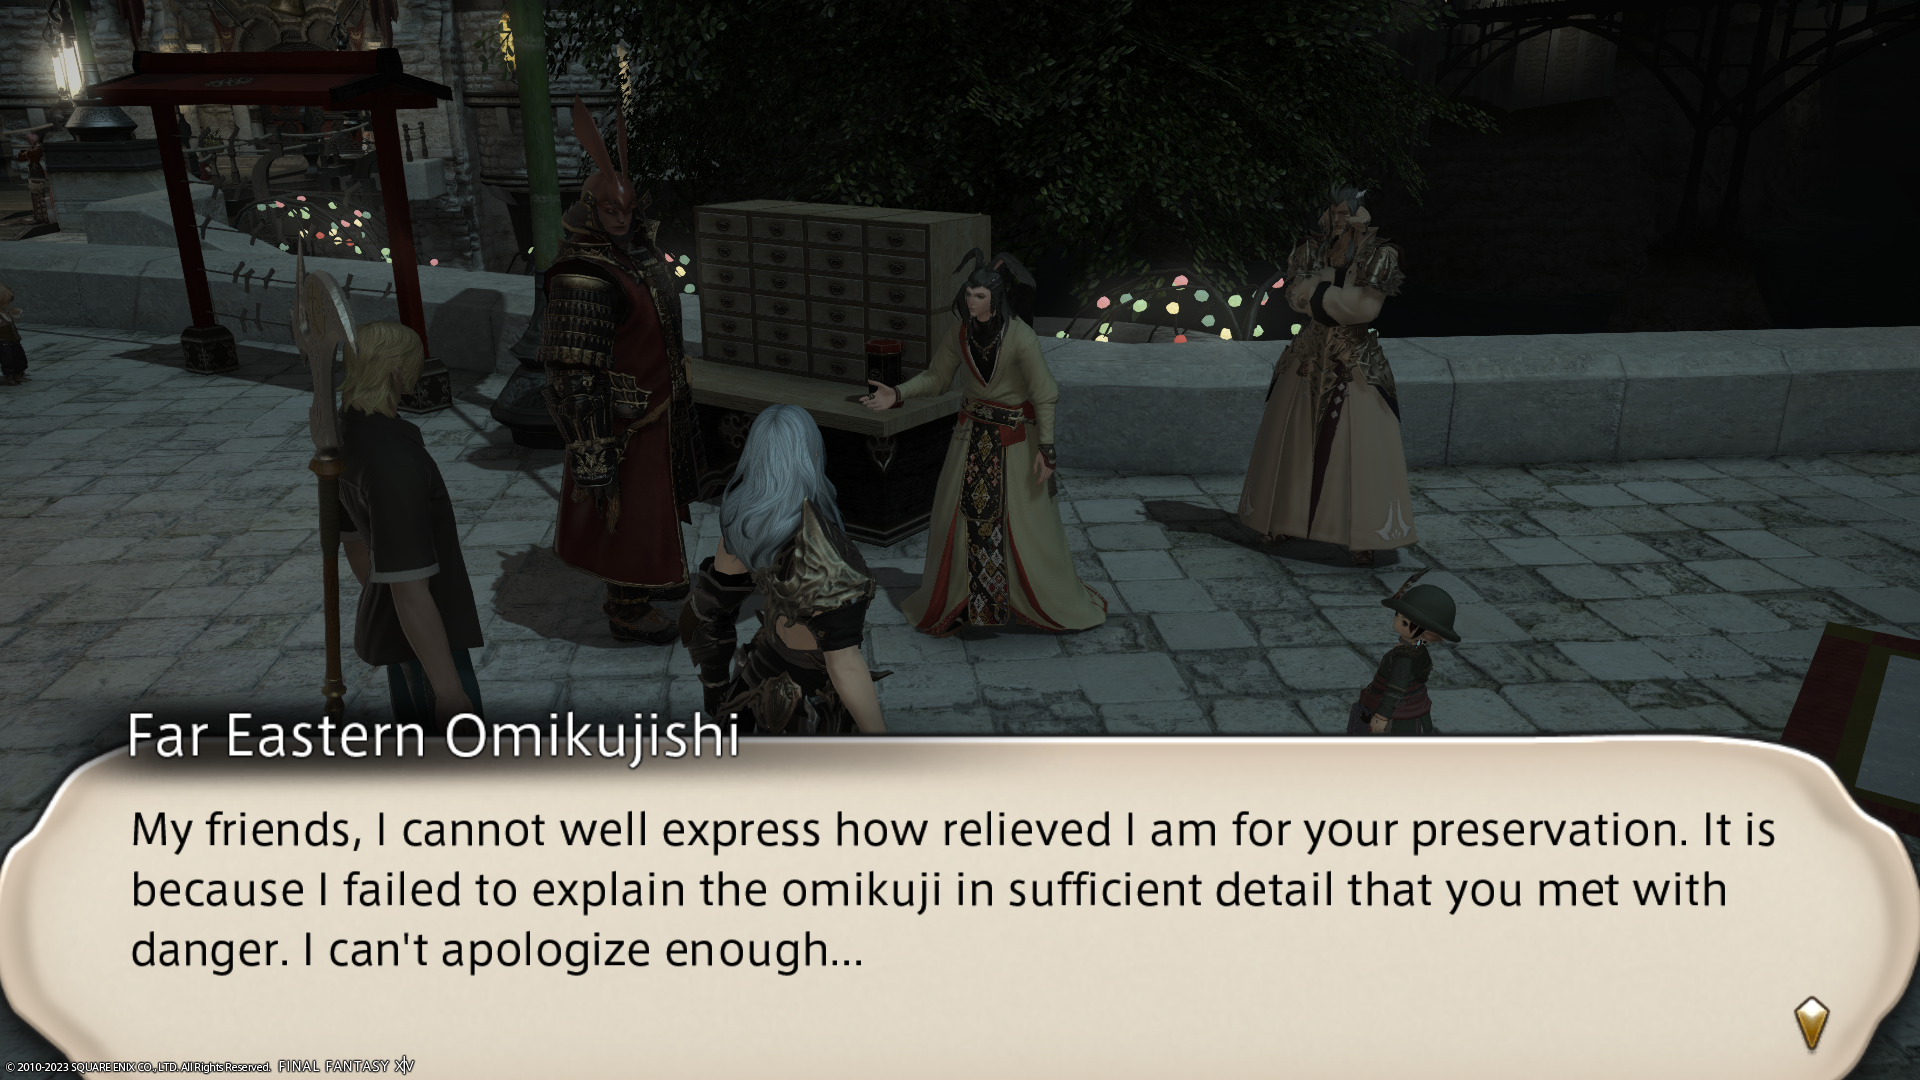 Far Eastern Omikujishi
My friends, I cannot well express how relieved I am for your preservation. It is
because I failed to explain the omikuji in sufficient detail that you met with
danger. I can't apologize enough...
© 2010-2023 SQUARE ENIX CO., LTD. All Rights Reserved. FINAL FANTASY XIV